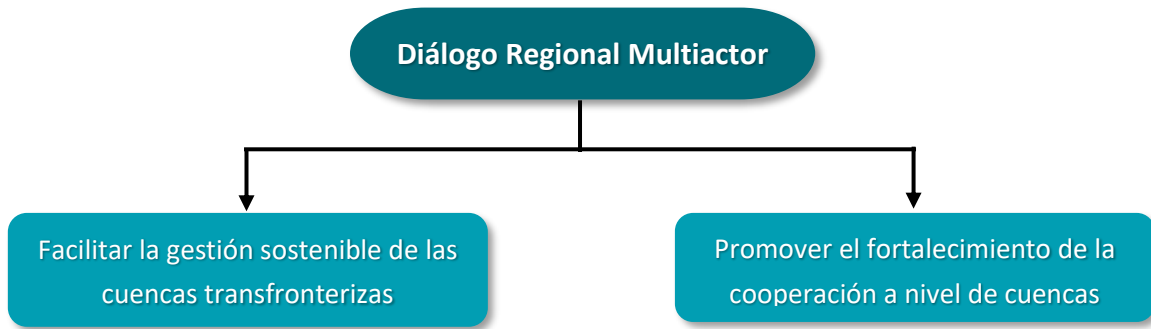 Diálogo Regional Multiactor
Facilitar la gestión sostenible de las
cuencas transfronterizas
Promover el fortalecimiento de la
cooperación a nivel de cuencas